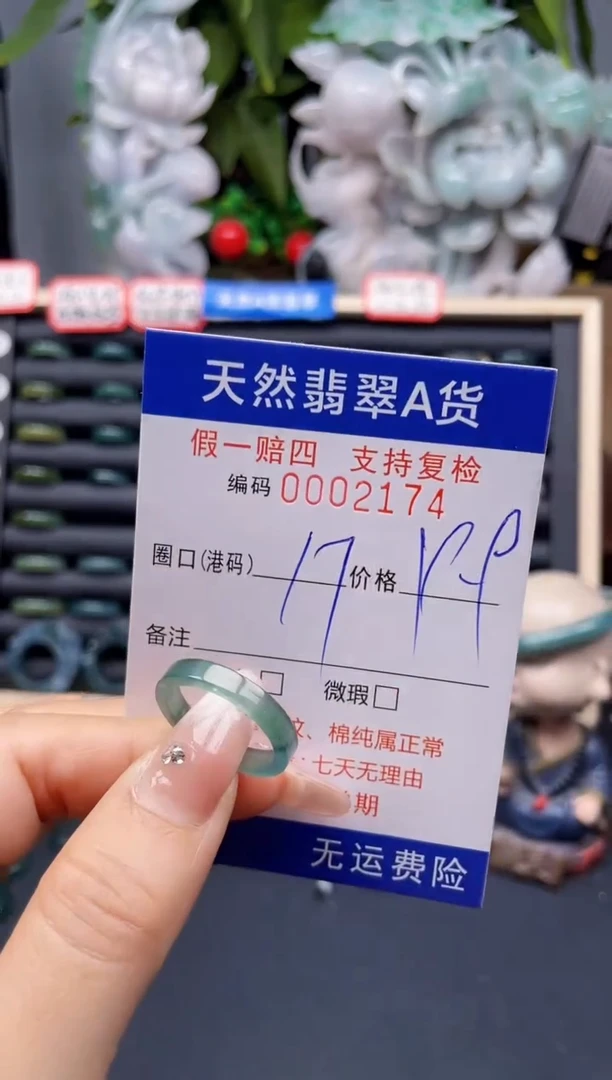 天然翡翠A货
假一赔四 支持复检
编码 0002174
圈口(港码) 17 价格
备注
微瑕
、棉纯属正常
七天无理由
期
无运费险